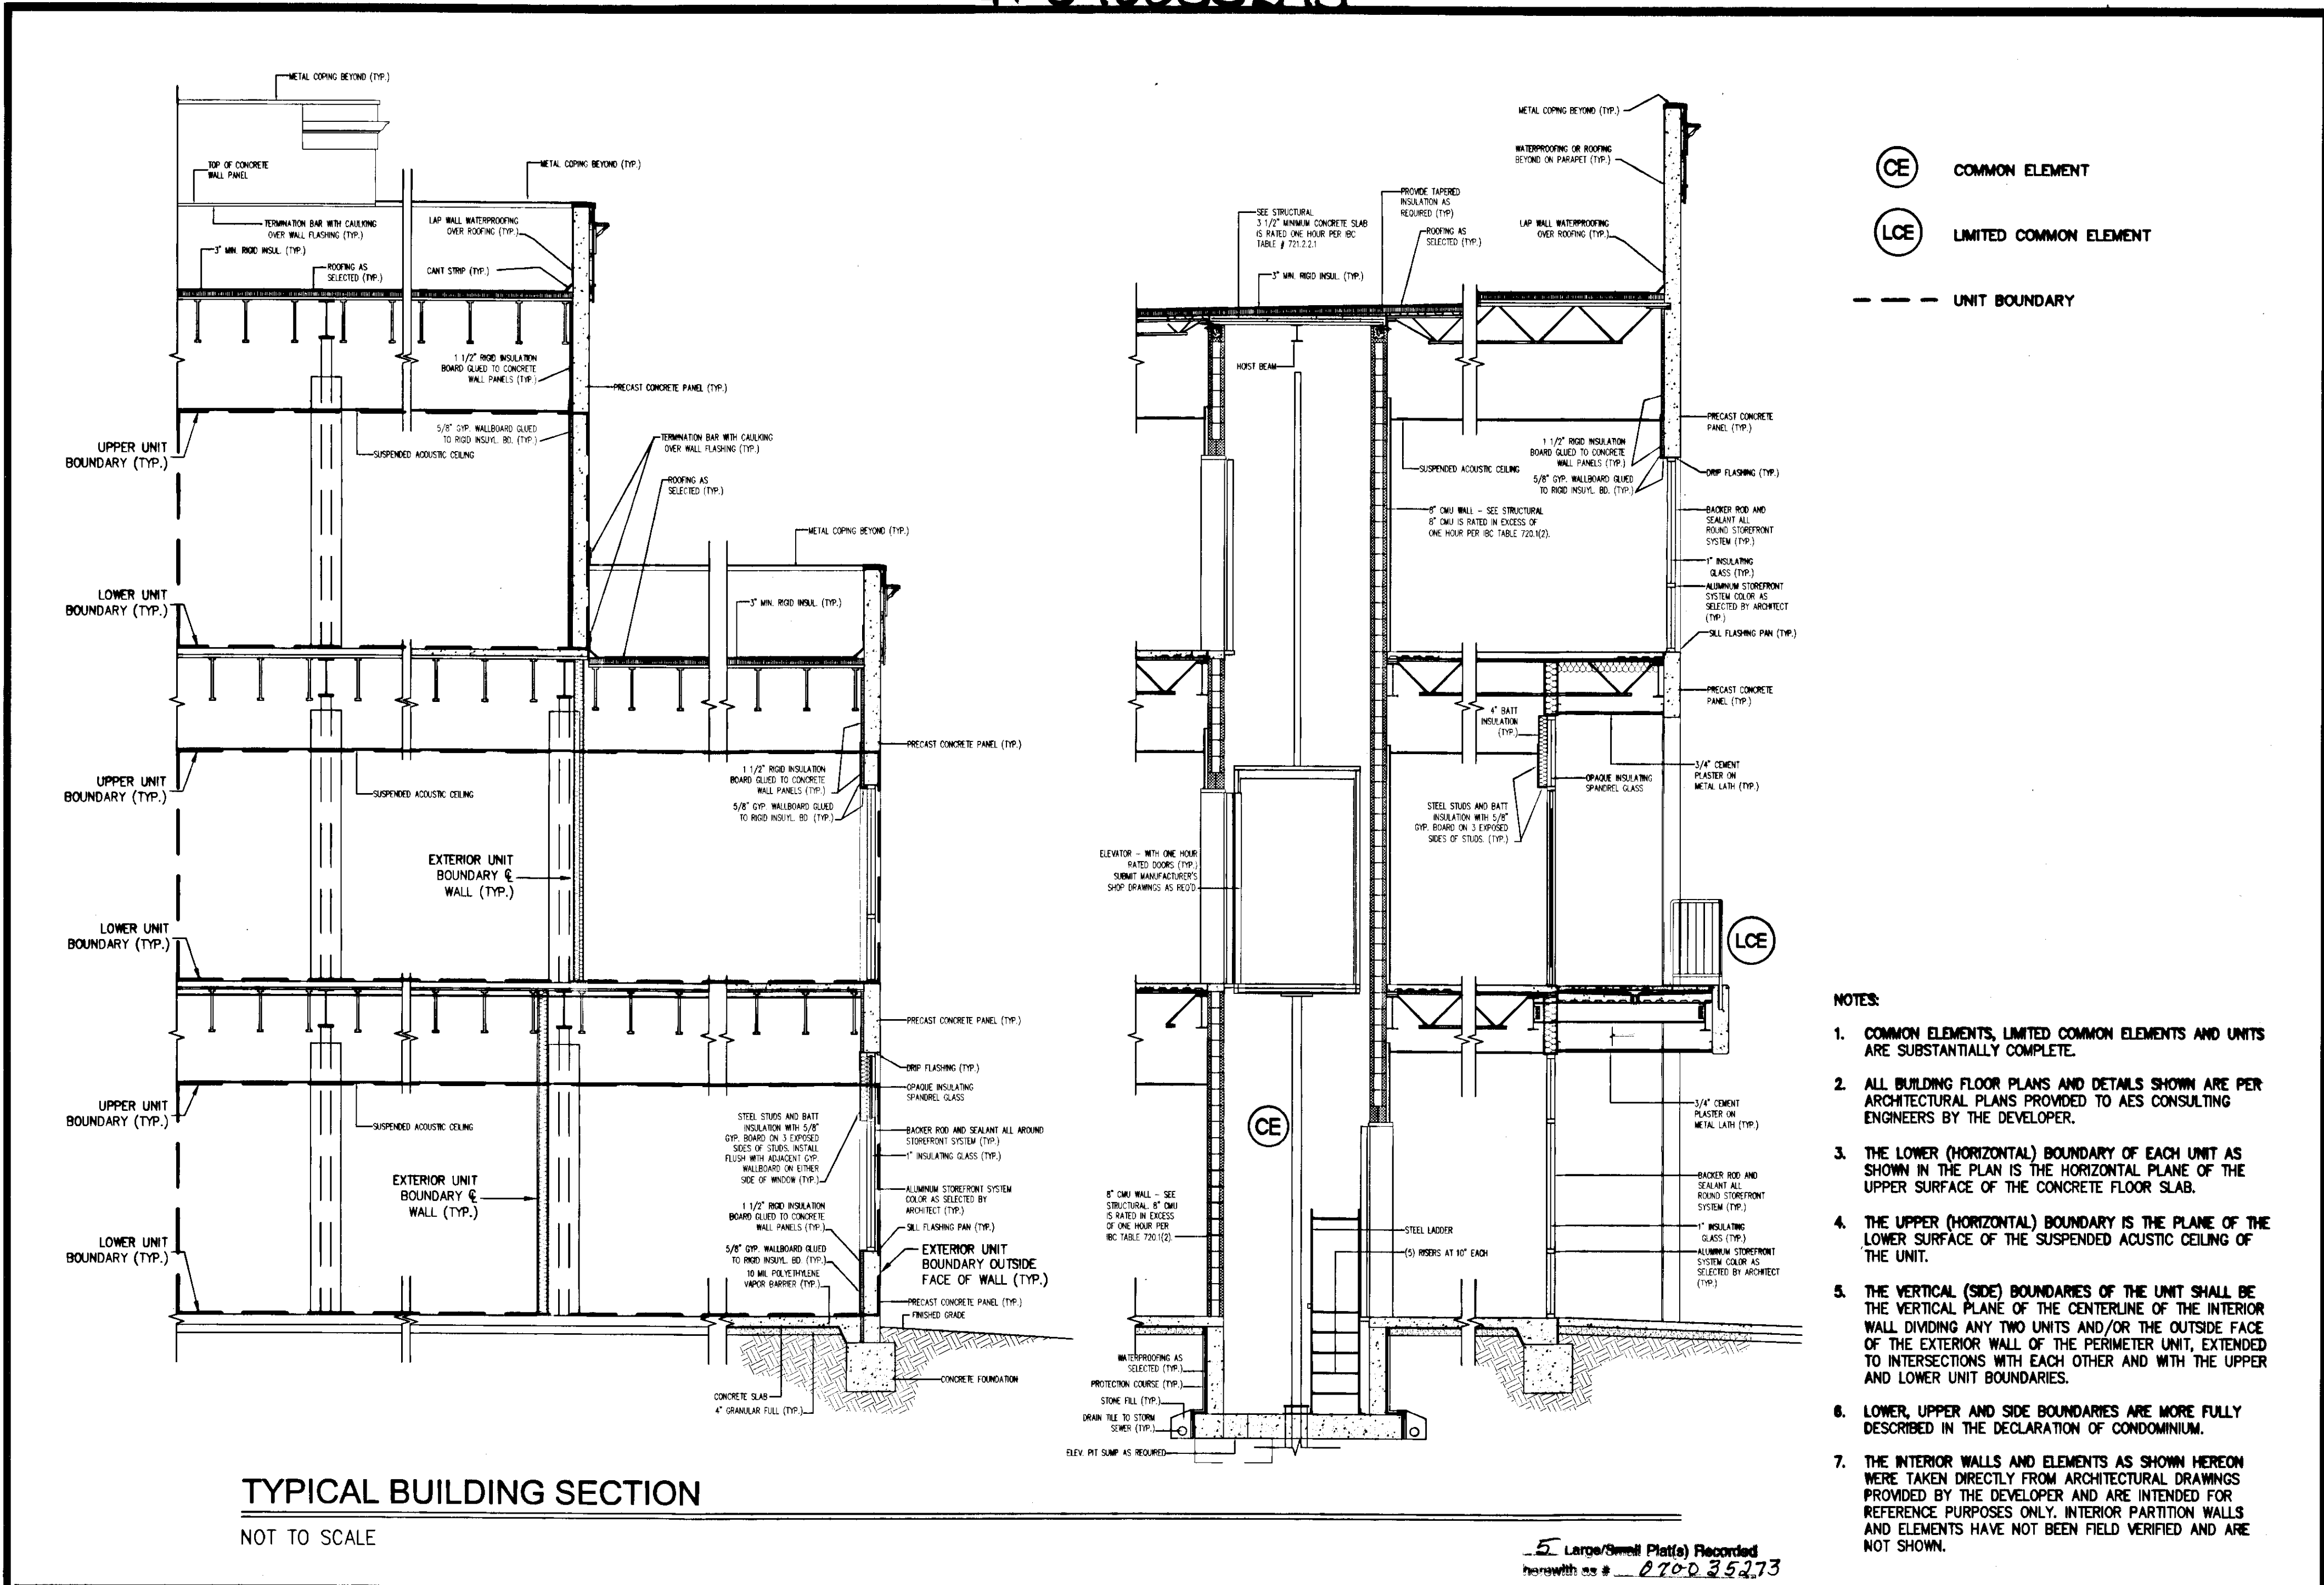 METAL COPING BEYOND (TYP.)
TOP OF CONCRETE
WALL PANEL
METAL COPING BEYOND (TYP.)
TERMINATION BAR WITH CAULKING
OVER WALL FLASHING (TYP.)
LAP WALL WATERPROOFING
OVER ROOFING (TYP.)
3" MIN. RIGID INSUL. (TYP.)
ROOFING AS
SELECTED (TYP.)
CANT STRIP (TYP.)
1 1/2" RIGID INSULATION
BOARD GLUED TO CONCRETE
WALL PANELS (TYP.)
PRECAST CONCRETE PANEL (TYP.)
5/8" GYP. WALLBOARD GLUED
TO RIGID INSUYL. BD. (TYP.)
UPPER UNIT
BOUNDARY (TYP.)
SUSPENDED ACOUSTIC CEILING
TERMINATION BAR WITH CAULKING
OVER WALL FLASHING (TYP.)
ROOFING AS
SELECTED (TYP.)
METAL COPING BEYOND (TYP.)
LOWER UNIT
BOUNDARY (TYP.)
3" MIN. RIGID INSUL. (TYP.)
PRECAST CONCRETE PANEL (TYP.)
UPPER UNIT
BOUNDARY (TYP.)
SUSPENDED ACOUSTIC CEILING
1 1/2" RIGID INSULATION
BOARD GLUED TO CONCRETE
WALL PANELS (TYP.)
5/8" GYP. WALLBOARD GLUED
TO RIGID INSUYL. BD (TYP.)
EXTERIOR UNIT
BOUNDARY ℄
WALL (TYP.)
LOWER UNIT
BOUNDARY (TYP.)
PRECAST CONCRETE PANEL (TYP.)
DRIP FLASHING (TYP.)
OPAQUE INSULATING
SPANDREL GLASS
UPPER UNIT
BOUNDARY (TYP.)
SUSPENDED ACOUSTIC CEILING
STEEL STUDS AND BATT
INSULATION WITH 5/8"
GYP. BOARD ON 3 EXPOSED
SIDES OF STUDS. INSTALL
FLUSH WITH ADJACENT GYP.
WALLBOARD ON EITHER
SIDE OF WINDOW (TYP.)
BACKER ROD AND SEALANT ALL AROUND
STOREFRONT SYSTEM (TYP.)
1" INSULATING GLASS (TYP.)
EXTERIOR UNIT
BOUNDARY ℄
WALL (TYP.)
ALUMINUM STOREFRONT SYSTEM
COLOR AS SELECTED BY
ARCHITECT (TYP.)
1 1/2" RIGID INSULATION
BOARD GLUED TO CONCRETE
WALL PANELS (TYP.)
SILL FLASHING PAN (TYP.)
LOWER UNIT
BOUNDARY (TYP.)
5/8" GYP. WALLBOARD GLUED
TO RIGID INSUYL. BD. (TYP.)
EXTERIOR UNIT
BOUNDARY OUTSIDE
FACE OF WALL (TYP.)
10 MIL POLYETHYLENE
VAPOR BARRIER (TYP.)
PRECAST CONCRETE PANEL (TYP.)
FINISHED GRADE
CONCRETE FOUNDATION
CONCRETE SLAB
4" GRANULAR FULL (TYP.)
METAL COPING BEYOND (TYP.)
WATERPROOFING OR ROOFING
BEYOND ON PARAPET (TYP.)
PROVIDE TAPERED
INSULATION AS
REQUIRED (TYP)
SEE STRUCTURAL
3 1/2" MINIMUM CONCRETE SLAB
IS RATED ONE HOUR PER IBC
TABLE # 721.2.2.1
ROOFING AS
SELECTED (TYP.)
LAP WALL WATERPROOFING
OVER ROOFING (TYP.)
3" MIN. RIGID INSUL. (TYP.)
HOIST BEAM
PRECAST CONCRETE
PANEL (TYP.)
1 1/2" RIGID INSULATION
BOARD GLUED TO CONCRETE
WALL PANELS (TYP.)
SUSPENDED ACOUSTIC CEILING
5/8" GYP. WALLBOARD GLUED
TO RIGID INSUYL. BD. (TYP.)
DRIP FLASHING (TYP.)
8" CMU WALL - SEE STRUCTURAL
8" CMU IS RATED IN EXCESS OF
ONE HOUR PER IBC TABLE 720.1(2).
BACKER ROD AND
SEALANT ALL
ROUND STOREFRONT
SYSTEM (TYP.)
1" INSULATING
GLASS (TYP.)
ALUMINUM STOREFRONT
SYSTEM COLOR AS
SELECTED BY ARCHITECT
(TYP.)
SILL FLASHING PAN (TYP.)
PRECAST CONCRETE
PANEL (TYP.)
4" BATT
INSULATION
(TYP.)
3/4" CEMENT
PLASTER ON
METAL LATH (TYP.)
OPAQUE INSULATING
SPANDREL GLASS
STEEL STUDS AND BATT
INSULATION WITH 5/8"
GYP. BOARD ON 3 EXPOSED
SIDES OF STUDS. (TYP.)
ELEVATOR - WITH ONE HOUR
RATED DOORS (TYP.)
SUBMIT MANUFACTURER'S
SHOP DRAWINGS AS REQ'D.
LCE
CE
3/4" CEMENT
PLASTER ON
METAL LATH (TYP.)
BACKER ROD AND
SEALANT ALL
ROUND STOREFRONT
SYSTEM (TYP.)
8" CMU WALL - SEE
STRUCTURAL. 8" CMU
IS RATED IN EXCESS
OF ONE HOUR PER
IBC TABLE 720.1(2).
STEEL LADDER
(5) RISERS AT 10" EACH
1" INSULATING
GLASS (TYP.)
ALUMINUM STOREFRONT
SYSTEM COLOR AS
SELECTED BY ARCHITECT
(TYP.)
WATERPROOFING AS
SELECTED (TYP.)
PROTECTION COURSE (TYP.)
STONE FILL (TYP.)
DRAIN TILE TO STORM
SEWER (TYP.)
ELEV. PIT SUMP AS REQUIRED
CE COMMON ELEMENT
LCE LIMITED COMMON ELEMENT
UNIT BOUNDARY
NOTES:
1. COMMON ELEMENTS, LIMITED COMMON ELEMENTS AND UNITS
ARE SUBSTANTIALLY COMPLETE.
2. ALL BUILDING FLOOR PLANS AND DETAILS SHOWN ARE PER
ARCHITECTURAL PLANS PROVIDED TO AES CONSULTING
ENGINEERS BY THE DEVELOPER.
3. THE LOWER (HORIZONTAL) BOUNDARY OF EACH UNIT AS
SHOWN IN THE PLAN IS THE HORIZONTAL PLANE OF THE
UPPER SURFACE OF THE CONCRETE FLOOR SLAB.
4. THE UPPER (HORIZONTAL) BOUNDARY IS THE PLANE OF THE
LOWER SURFACE OF THE SUSPENDED ACUSTIC CEILING OF
THE UNIT.
5. THE VERTICAL (SIDE) BOUNDARIES OF THE UNIT SHALL BE
THE VERTICAL PLANE OF THE CENTERLINE OF THE INTERIOR
WALL DIVIDING ANY TWO UNITS AND/OR THE OUTSIDE FACE
OF THE EXTERIOR WALL OF THE PERIMETER UNIT, EXTENDED
TO INTERSECTIONS WITH EACH OTHER AND WITH THE UPPER
AND LOWER UNIT BOUNDARIES.
6. LOWER, UPPER AND SIDE BOUNDARIES ARE MORE FULLY
DESCRIBED IN THE DECLARATION OF CONDOMINIUM.
7. THE INTERIOR WALLS AND ELEMENTS AS SHOWN HEREON
WERE TAKEN DIRECTLY FROM ARCHITECTURAL DRAWINGS
PROVIDED BY THE DEVELOPER AND ARE INTENDED FOR
REFERENCE PURPOSES ONLY. INTERIOR PARTITION WALLS
AND ELEMENTS HAVE NOT BEEN FIELD VERIFIED AND ARE
NOT SHOWN.
TYPICAL BUILDING SECTION
NOT TO SCALE
5 Large/Small Plat(s) Recorded
herewith as # 070035273